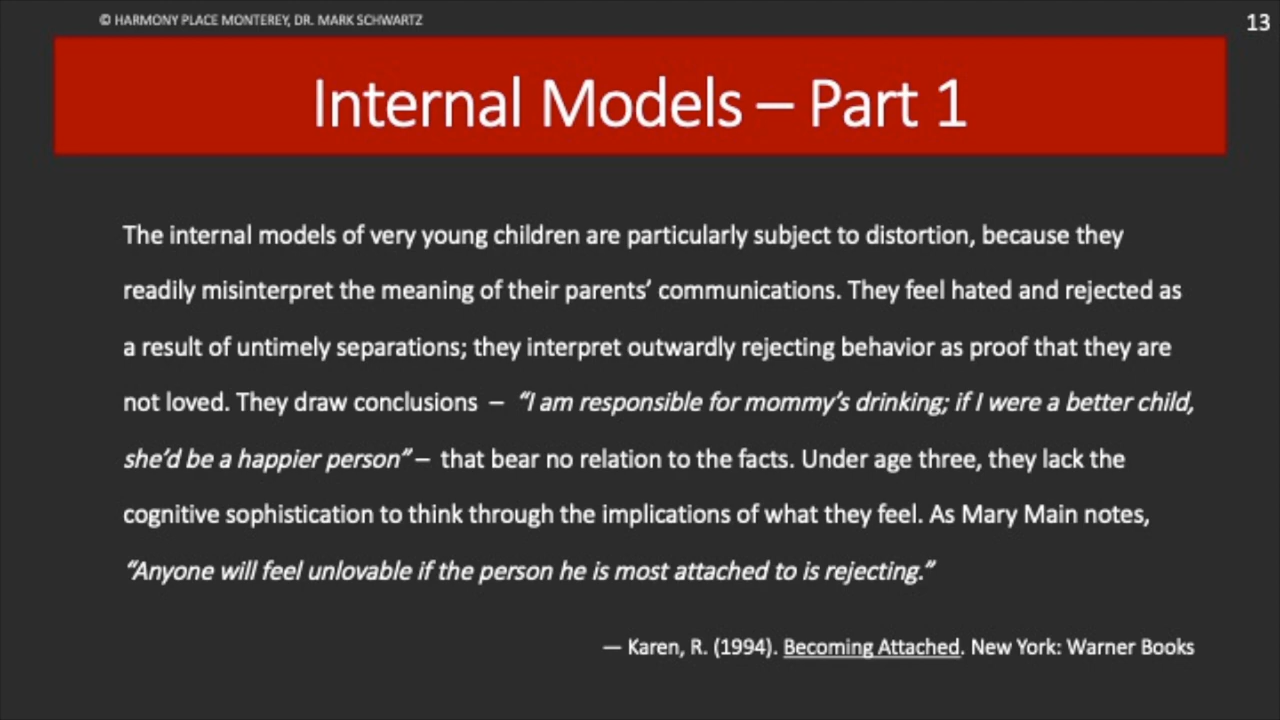 © HARMONY PLACE MONTEREY, DR. MARK SCHWARTZ
13
Internal Models – Part 1
The internal models of very young children are particularly subject to distortion, because they
readily misinterpret the meaning of their parents’ communications. They feel hated and rejected as
a result of untimely separations; they interpret outwardly rejecting behavior as proof that they are
not loved. They draw conclusions – “I am responsible for mommy’s drinking; if I were a better child,
she’d be a happier person” – that bear no relation to the facts. Under age three, they lack the
cognitive sophistication to think through the implications of what they feel. As Mary Main notes,
“Anyone will feel unlovable if the person he is most attached to is rejecting.”
— Karen, R. (1994). Becoming Attached. New York: Warner Books